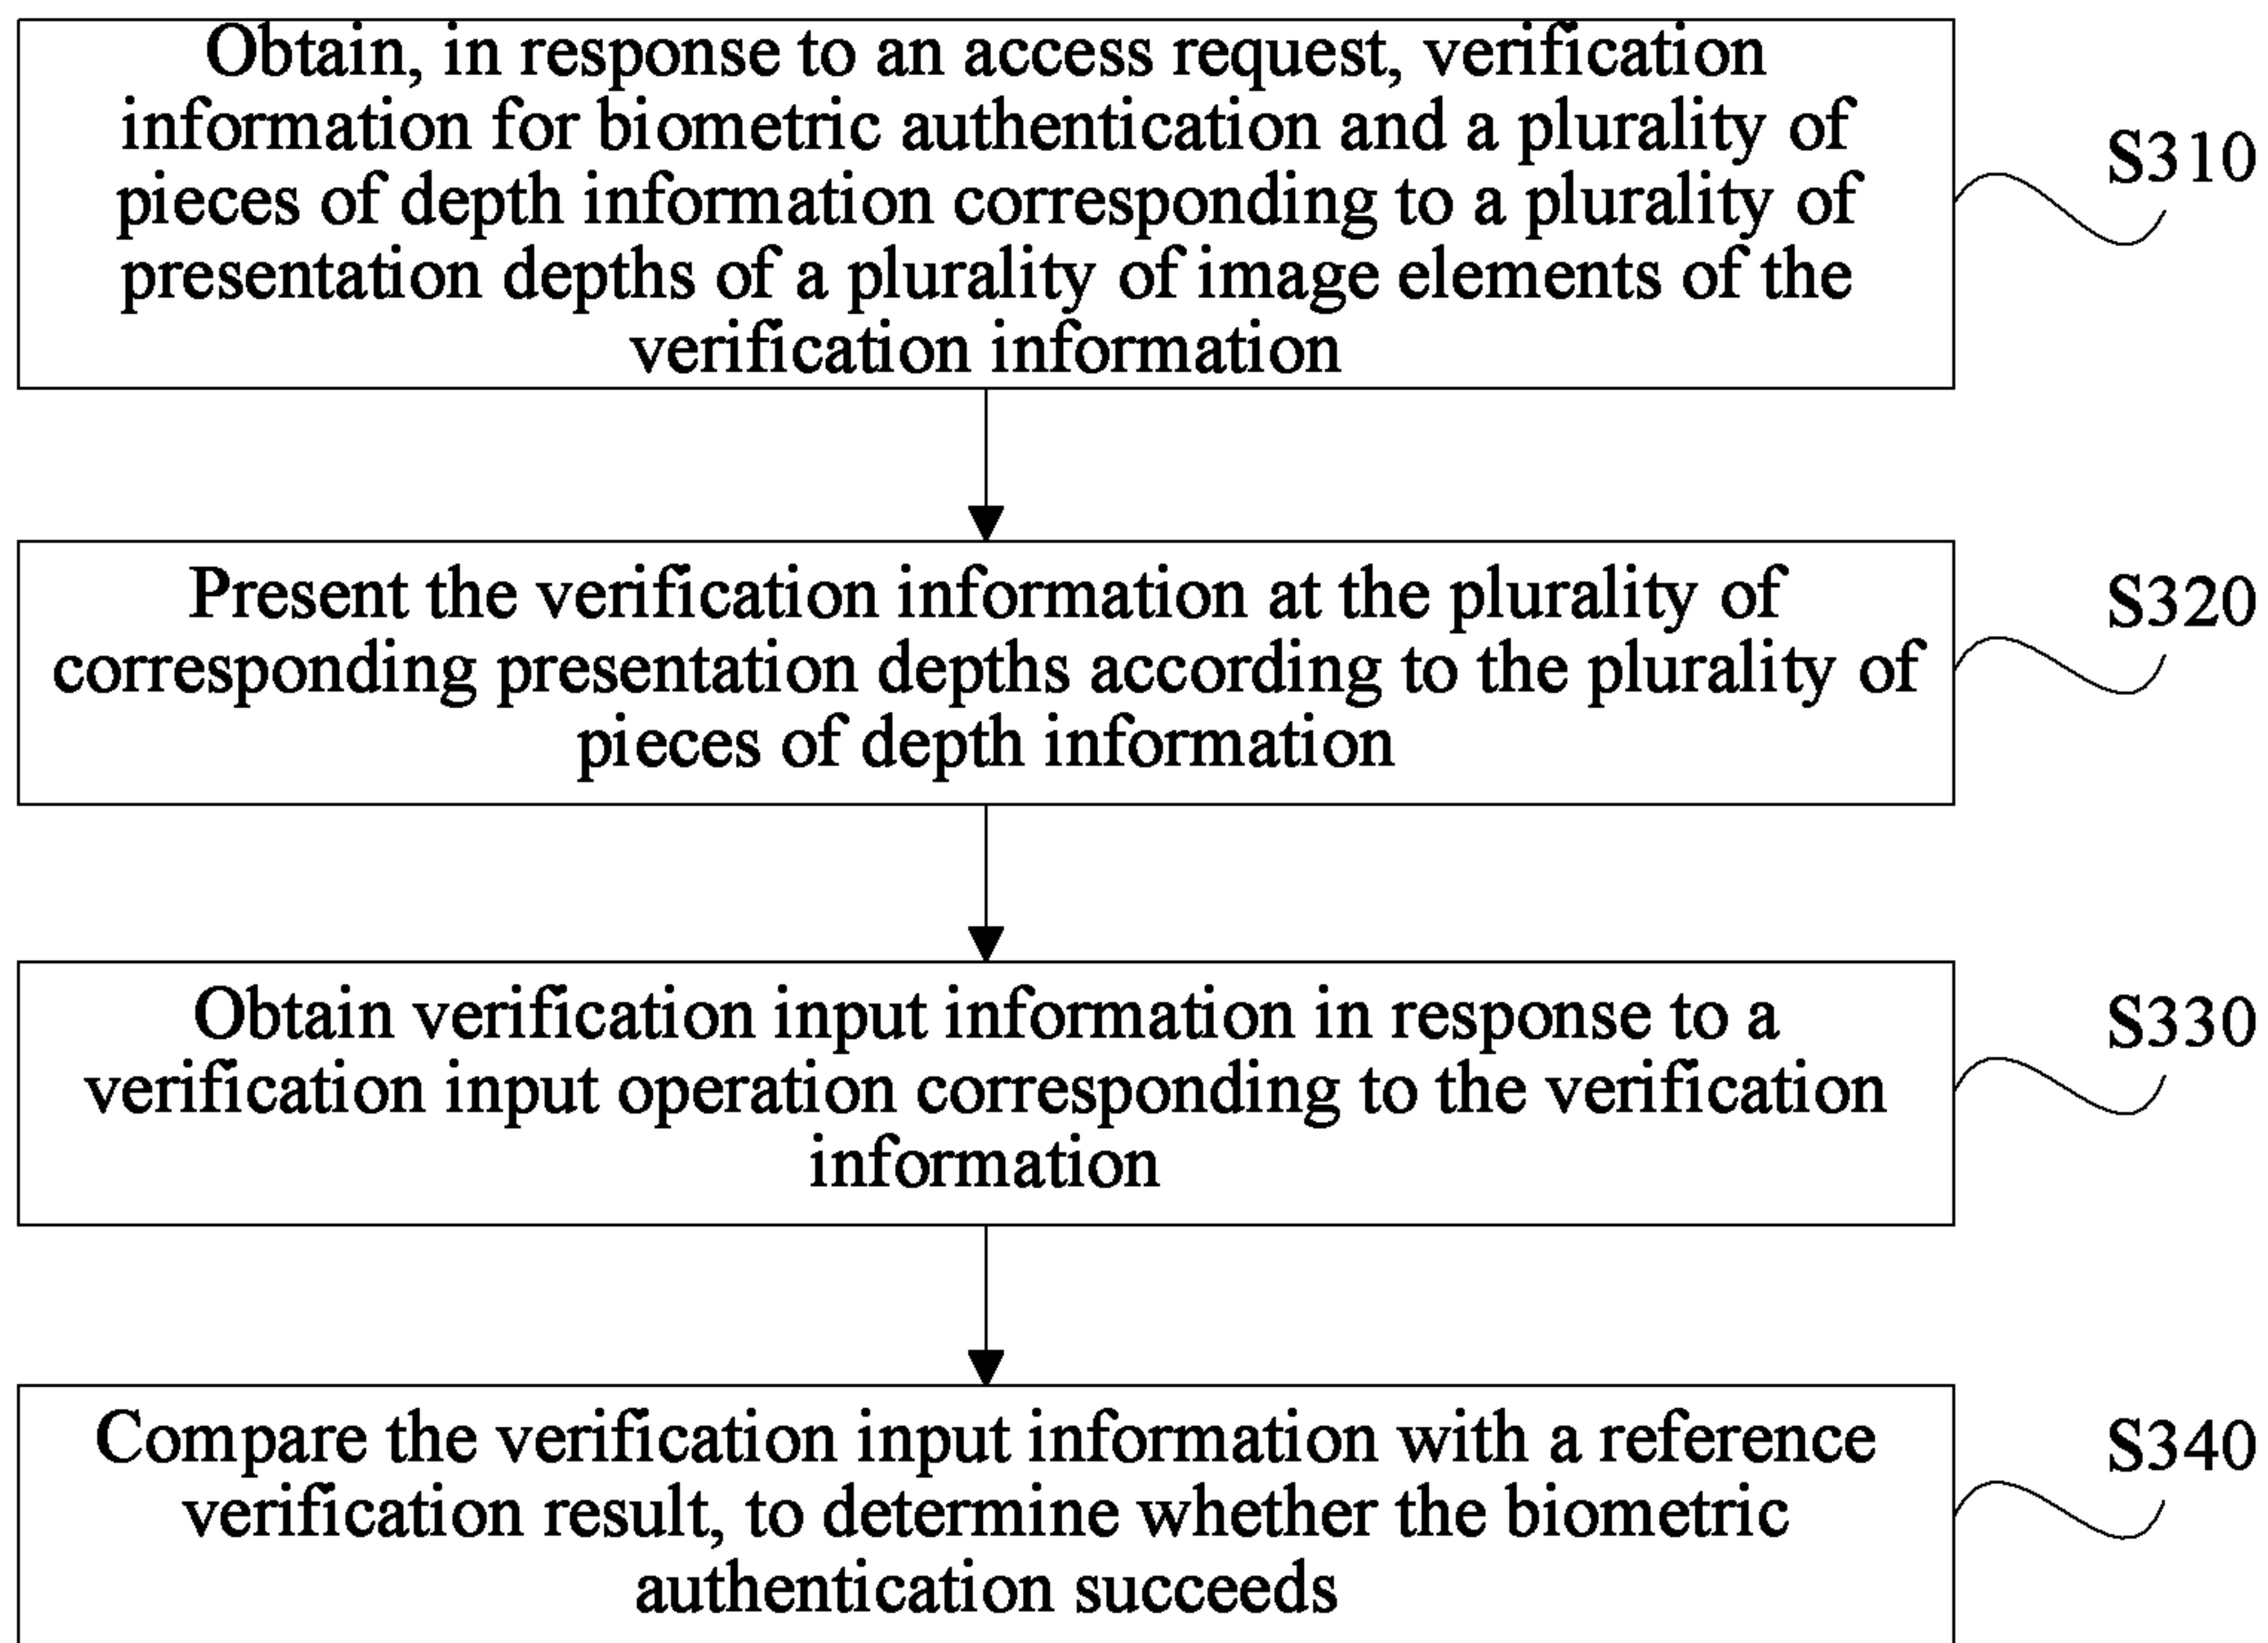 Obtain, in response to an access request, verification
information for biometric authentication and a plurality of
pieces of depth information corresponding to a plurality of
presentation depths of a plurality of image elements of the
verification information
S310
Present the verification information at the plurality of
corresponding presentation depths according to the plurality of
pieces of depth information
S320
Obtain verification input information in response to a
verification input operation corresponding to the verification
information
S330
Compare the verification input information with a reference
verification result, to determine whether the biometric
authentication succeeds
S340